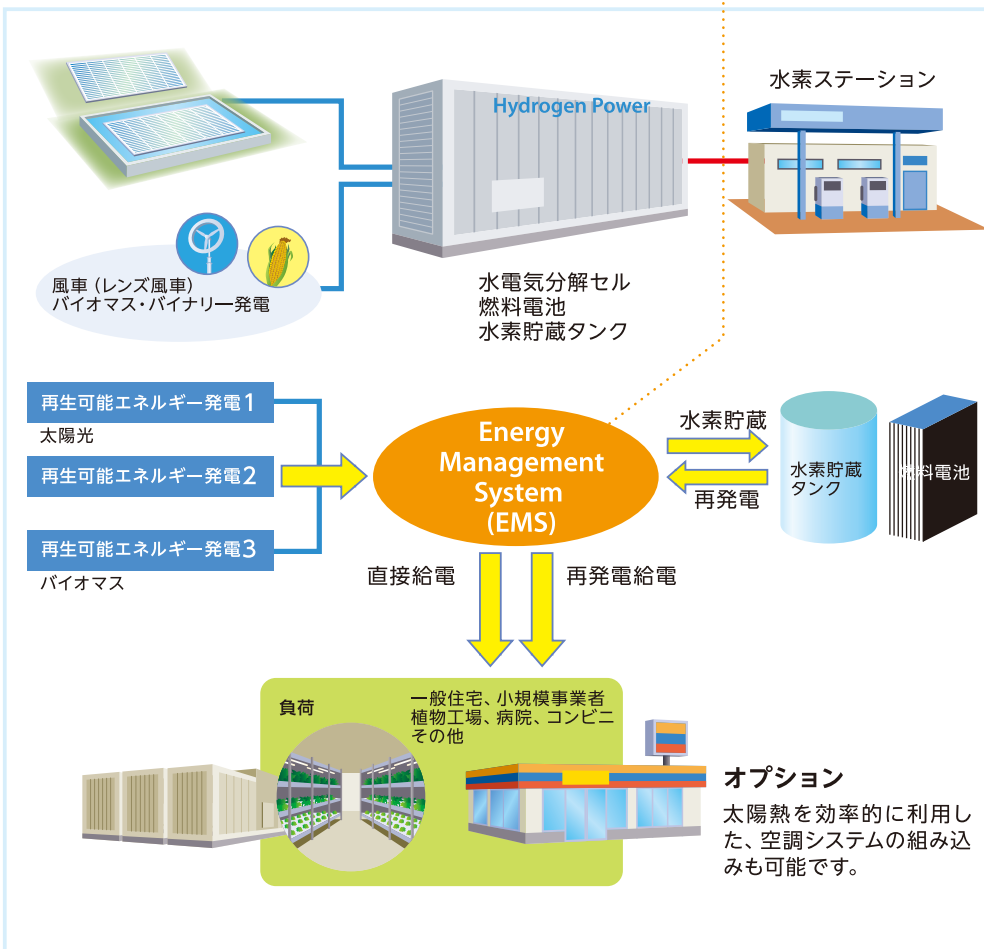 水素ステーション
Hydrogen Power
風車（レンズ風車）
バイオマス・バイナリー発電
水電気分解セル
燃料電池
水素貯蔵タンク
再生可能エネルギー発電1
太陽光
再生可能エネルギー発電2
再生可能エネルギー発電3
バイオマス
Energy
Management
System
(EMS)
水素貯蔵
再発電
水素貯蔵
タンク
燃料電池
直接給電
再発電給電
負荷
一般住宅、小規模事業者
植物工場、病院、コンビニ
その他
オプション
太陽熱を効率的に利用し
た、空調システムの組み込
みも可能です。